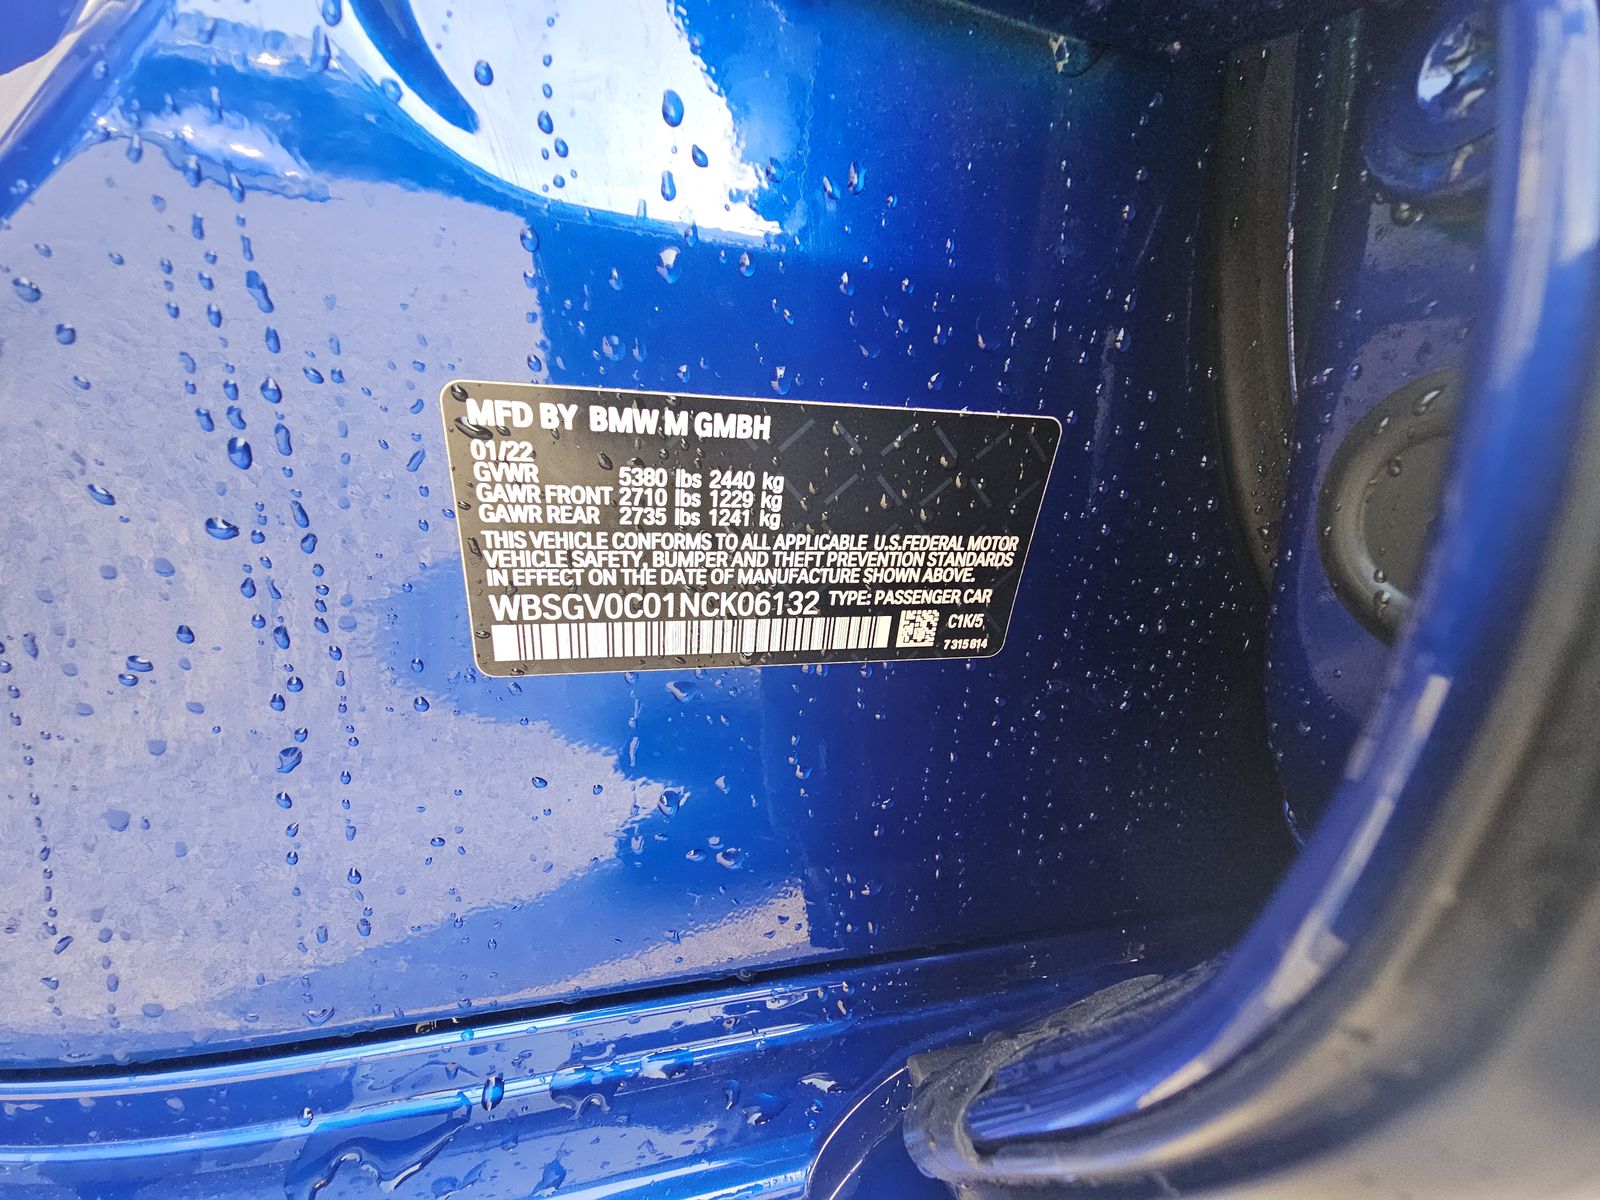 MFD BY BMW M GMBH
01/22
GVWR 5380 lbs 2440 kg
GAWR FRONT 2710 lbs 1229 kg
GAWR REAR 2735 lbs 1241 kg
THIS VEHICLE CONFORMS TO ALL APPLICABLE U.S.FEDERAL MOTOR
VEHICLE SAFETY, BUMPER AND THEFT PREVENTION STANDARDS
IN EFFECT ON THE DATE OF MANUFACTURE SHOWN ABOVE.
WBSGV0C01NCK06132 TYPE: PASSENGER CAR
C1K/5
7315814